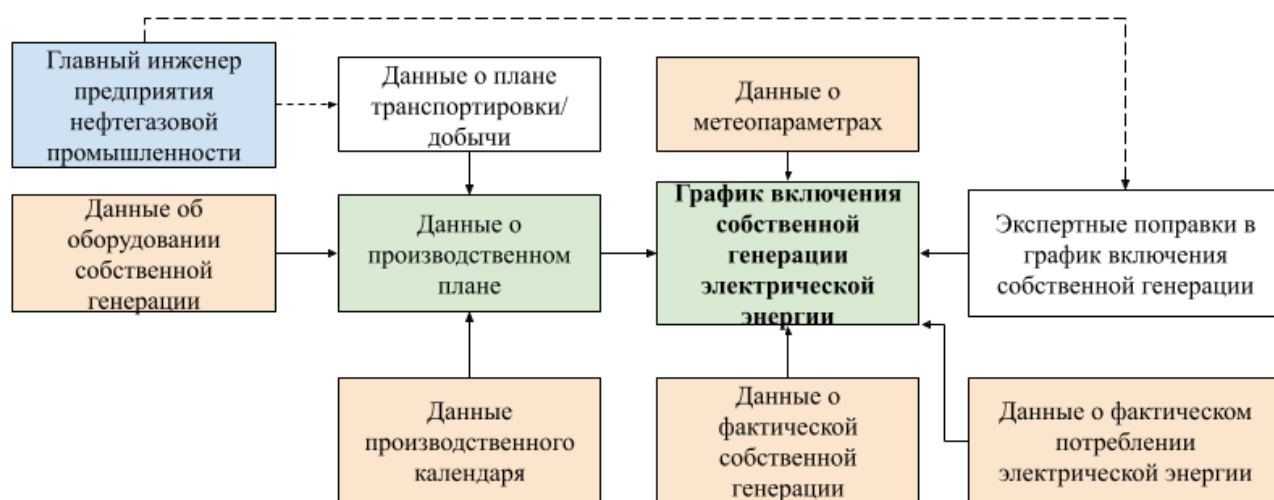 Главный инженер
предприятия
нефтегазовой
промышленности
Данные о плане
транспортировки/
добычи
Данные о
метеопараметрах
Данные об
оборудовании
собственной
генерации
Данные о
производственном
плане
График включения
собственной
генерации
электрической
энергии
Экспертные поправки в
график включения
собственной генерации
Данные
производственного
календаря
Данные о
фактической
собственной
генерации
Данные о фактическом
потреблении
электрической энергии